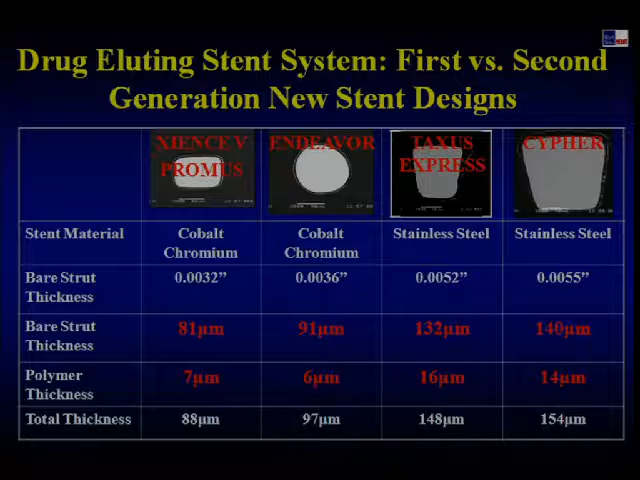 Drug Eluting Stent System: First vs. Second
Generation New Stent Designs
XIENCE V
PROMUS
ENDEAVOR
TAXUS
EXPRESS
CYPHER
Stent Material
Cobalt
Chromium
Cobalt
Chromium
Stainless Steel
Stainless Steel
Bare Strut
Thickness
0.0032”
0.0036”
0.0052”
0.0055”
Bare Strut
Thickness
81µm
91µm
132µm
140µm
Polymer
Thickness
7µm
6µm
16µm
14µm
Total Thickness
88µm
97µm
148µm
154µm